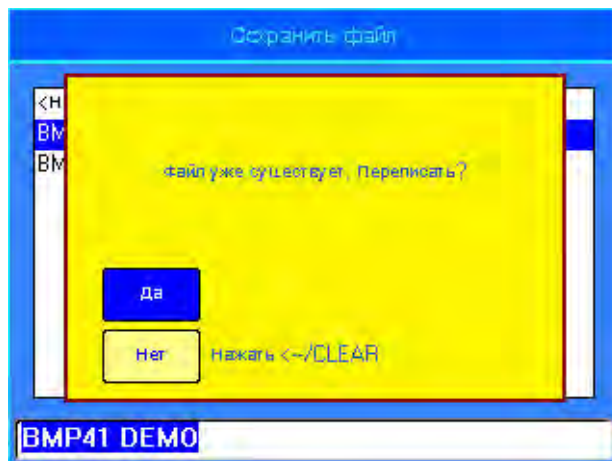 Сохранить файл
<н
BM
BM
Файл уже существует, Переписать?
Да
Нет Нажать <--/CLEAR
BMP41 DEMO